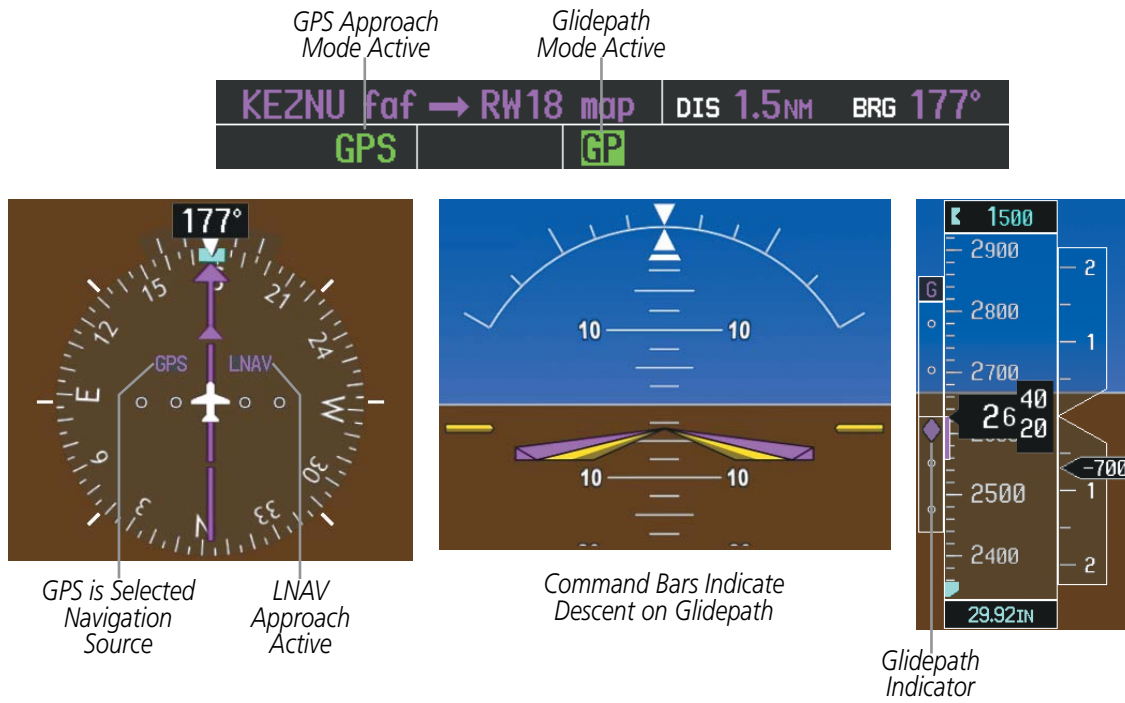 GPS Approach
Mode Active
Glidepath
Mode Active
KEZNU faf → RW18 map DIS 1.5NM BRG 177°
GPS GP
177°
S
15 21
12 24
GPS LNAV
E W
6 30
3 33
N
GPS is Selected
Navigation
Source
LNAV
Approach
Active
10 10
10 10
Command Bars Indicate
Descent on Glidepath
1500
2900
2
G
2800
1
2700
40
26
20
-700
2500
1
2400
2
29.92IN
Glidepath
Indicator